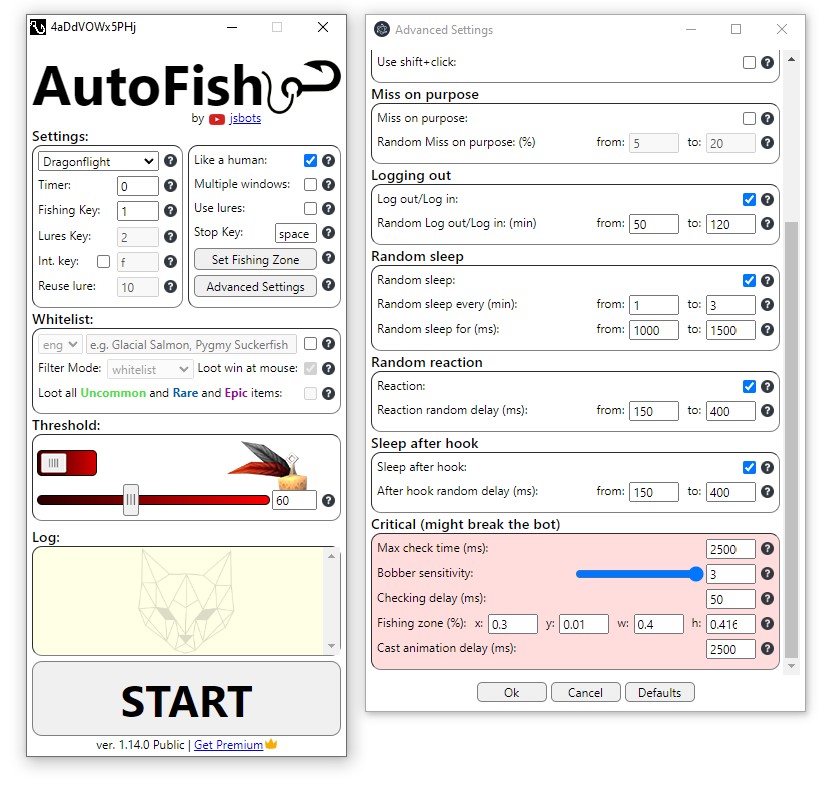 4aDdVOWx5PHj
AutoFish
by jsbots
Settings:
Dragonflight ?
Timer: 0 ?
Fishing Key: 1 ?
Lures Key: 2 ?
Int. key: f ?
Reuse lure: 10 ?
Like a human: ?
Multiple windows: ?
Use lures: ?
Stop Key: space ?
Set Fishing Zone ?
Advanced Settings ?
Whitelist:
eng e.g. Glacial Salmon, Pygmy Suckerfish ?
Filter Mode: whitelist Loot win at mouse: ?
Loot all Uncommon and Rare and Epic items: ?
Threshold:
60 ?
Log:
START
ver. 1.14.0 Public | Get Premium
Advanced Settings
Use shift+click: ?
Miss on purpose
Miss on purpose: ?
Random Miss on purpose: (%) from: 5 to: 20 ?
Logging out
Log out/Log in: ?
Random Log out/Log in: (min) from: 50 to: 120 ?
Random sleep
Random sleep: ?
Random sleep every (min): from: 1 to: 3 ?
Random sleep for (ms): from: 1000 to: 1500 ?
Random reaction
Reaction: ?
Reaction random delay (ms): from: 150 to: 400 ?
Sleep after hook
Sleep after hook: ?
After hook random delay (ms): from: 150 to: 400 ?
Critical (might break the bot)
Max check time (ms): 2500 ?
Bobber sensitivity: 3 ?
Checking delay (ms): 50 ?
Fishing zone (%): x: 0.3 y: 0.01 w: 0.4 h: 0.416 ?
Cast animation delay (ms): 2500 ?
Ok Cancel Defaults